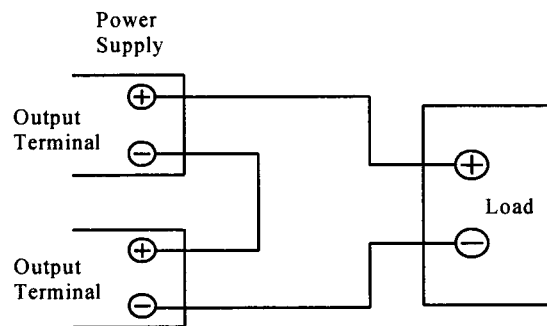 Power
Supply
+
Output
Terminal
−
+
Load
−
+
Output
Terminal
−